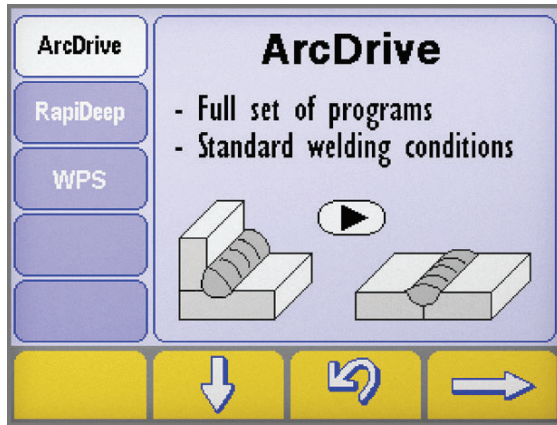 ArcDrive
RapiDeep
WPS
ArcDrive
- Full set of programs
- Standard welding conditions